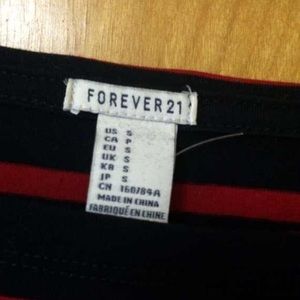 FOREVER 21
US S
CA P
EU S
UK S
KR S
JP S
CN 160/84A
MADE IN CHINA
FABRIQUÉ EN CHINE